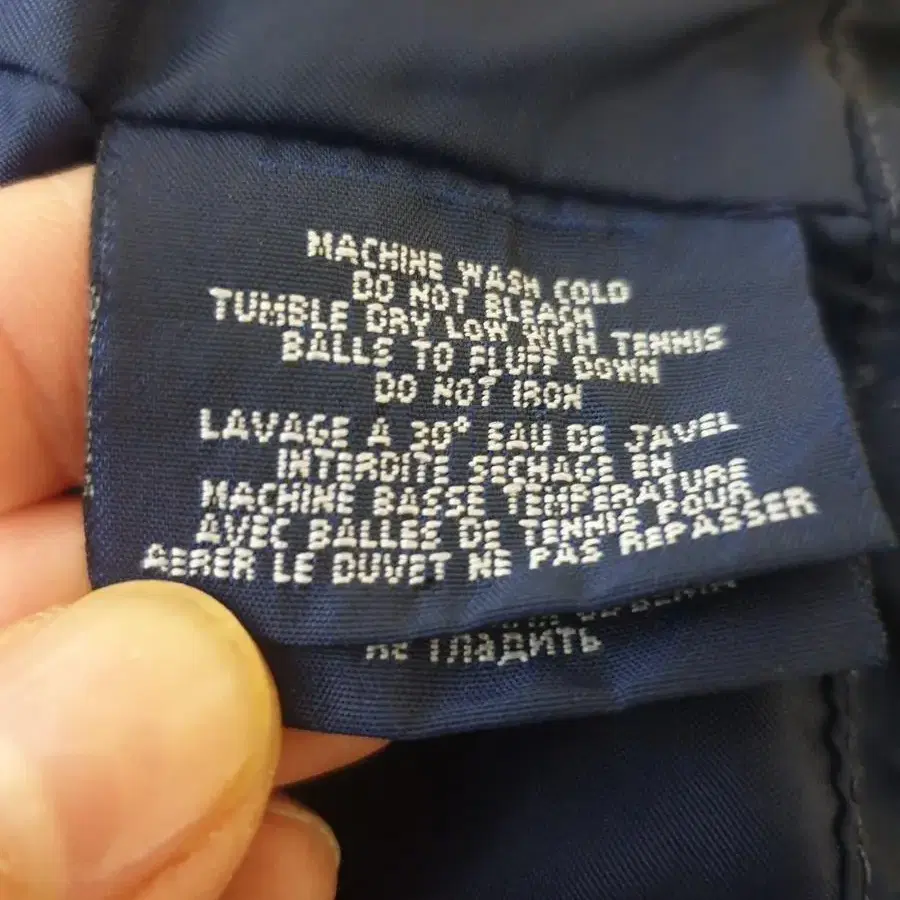 MACHINE WASH COLD
DO NOT BLEACH
TUMBLE DRY LOW WITH TENNIS
BALLS TO FLUFF DOWN
DO NOT IRON
LAVAGE A 30° EAU DE JAVEL
INTERDITE SECHAGE EN
MACHINE BASSE TEMPERATURE
AVEC BALLES DE TENNIS POUR
AERER LE DUVET NE PAS REPASSER
не гладить